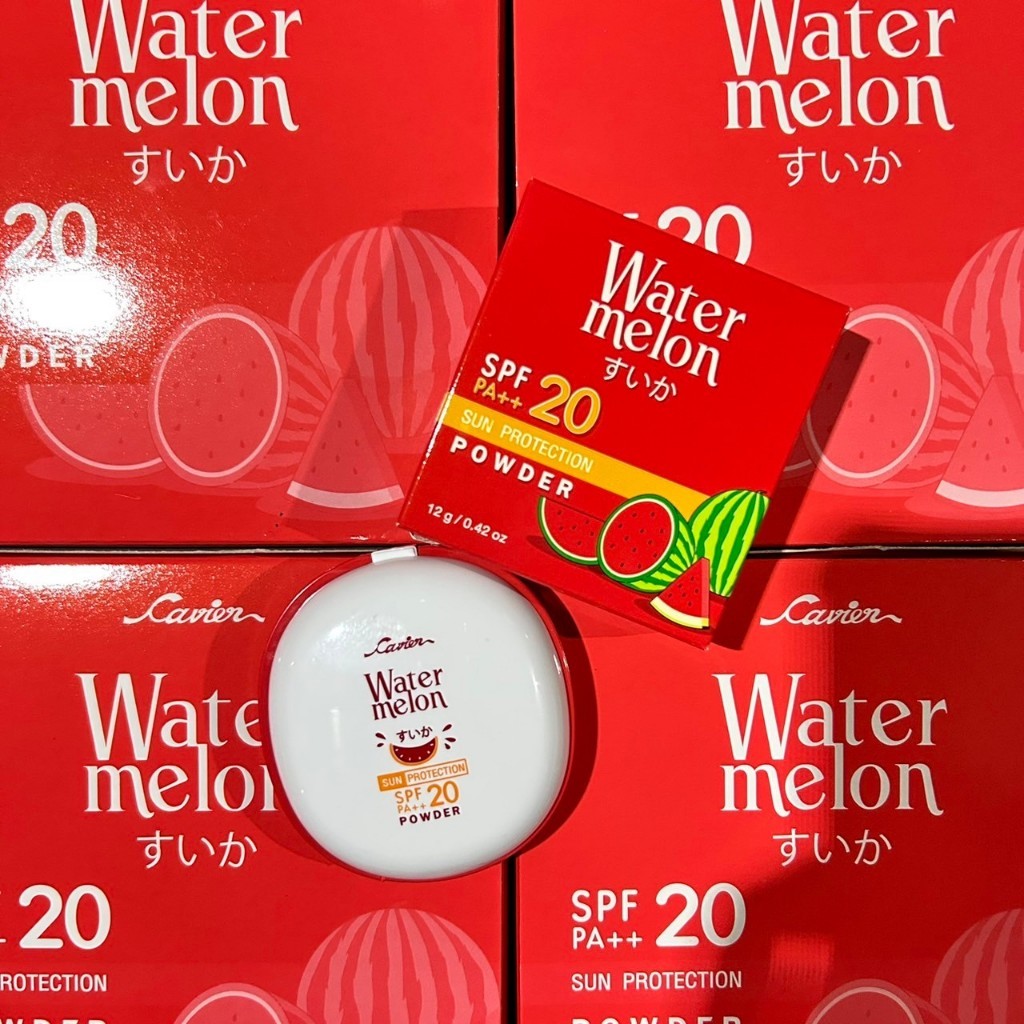 Water
melon
すいか
20
WDER
Water
melon
すいか
20
Water
melon
すいか
SPF
PA++
20
SUN PROTECTION
POWDER
12 g / 0.42 oz
Cavier
Water
melon
すいか
SUN PROTECTION
SPF
PA++
20
POWDER
Cavier
Water
melon
すいか
20
ROTECTION
Cavier
Water
melon
すいか
SPF
PA++
20
SUN PROTECTION